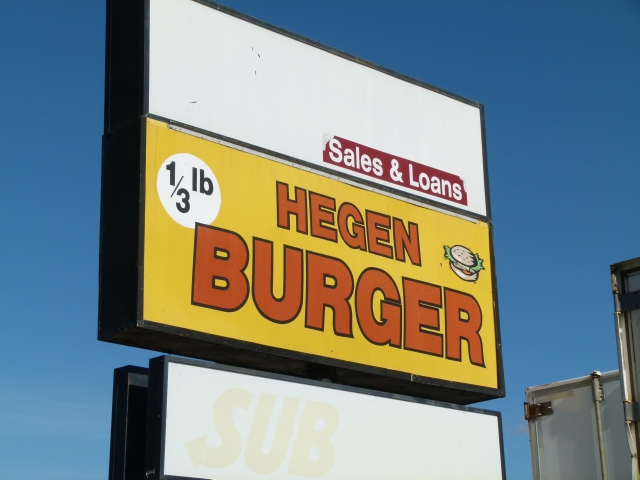 Sales & Loans
1/3 lb
HEGEN
BURGER
SUB